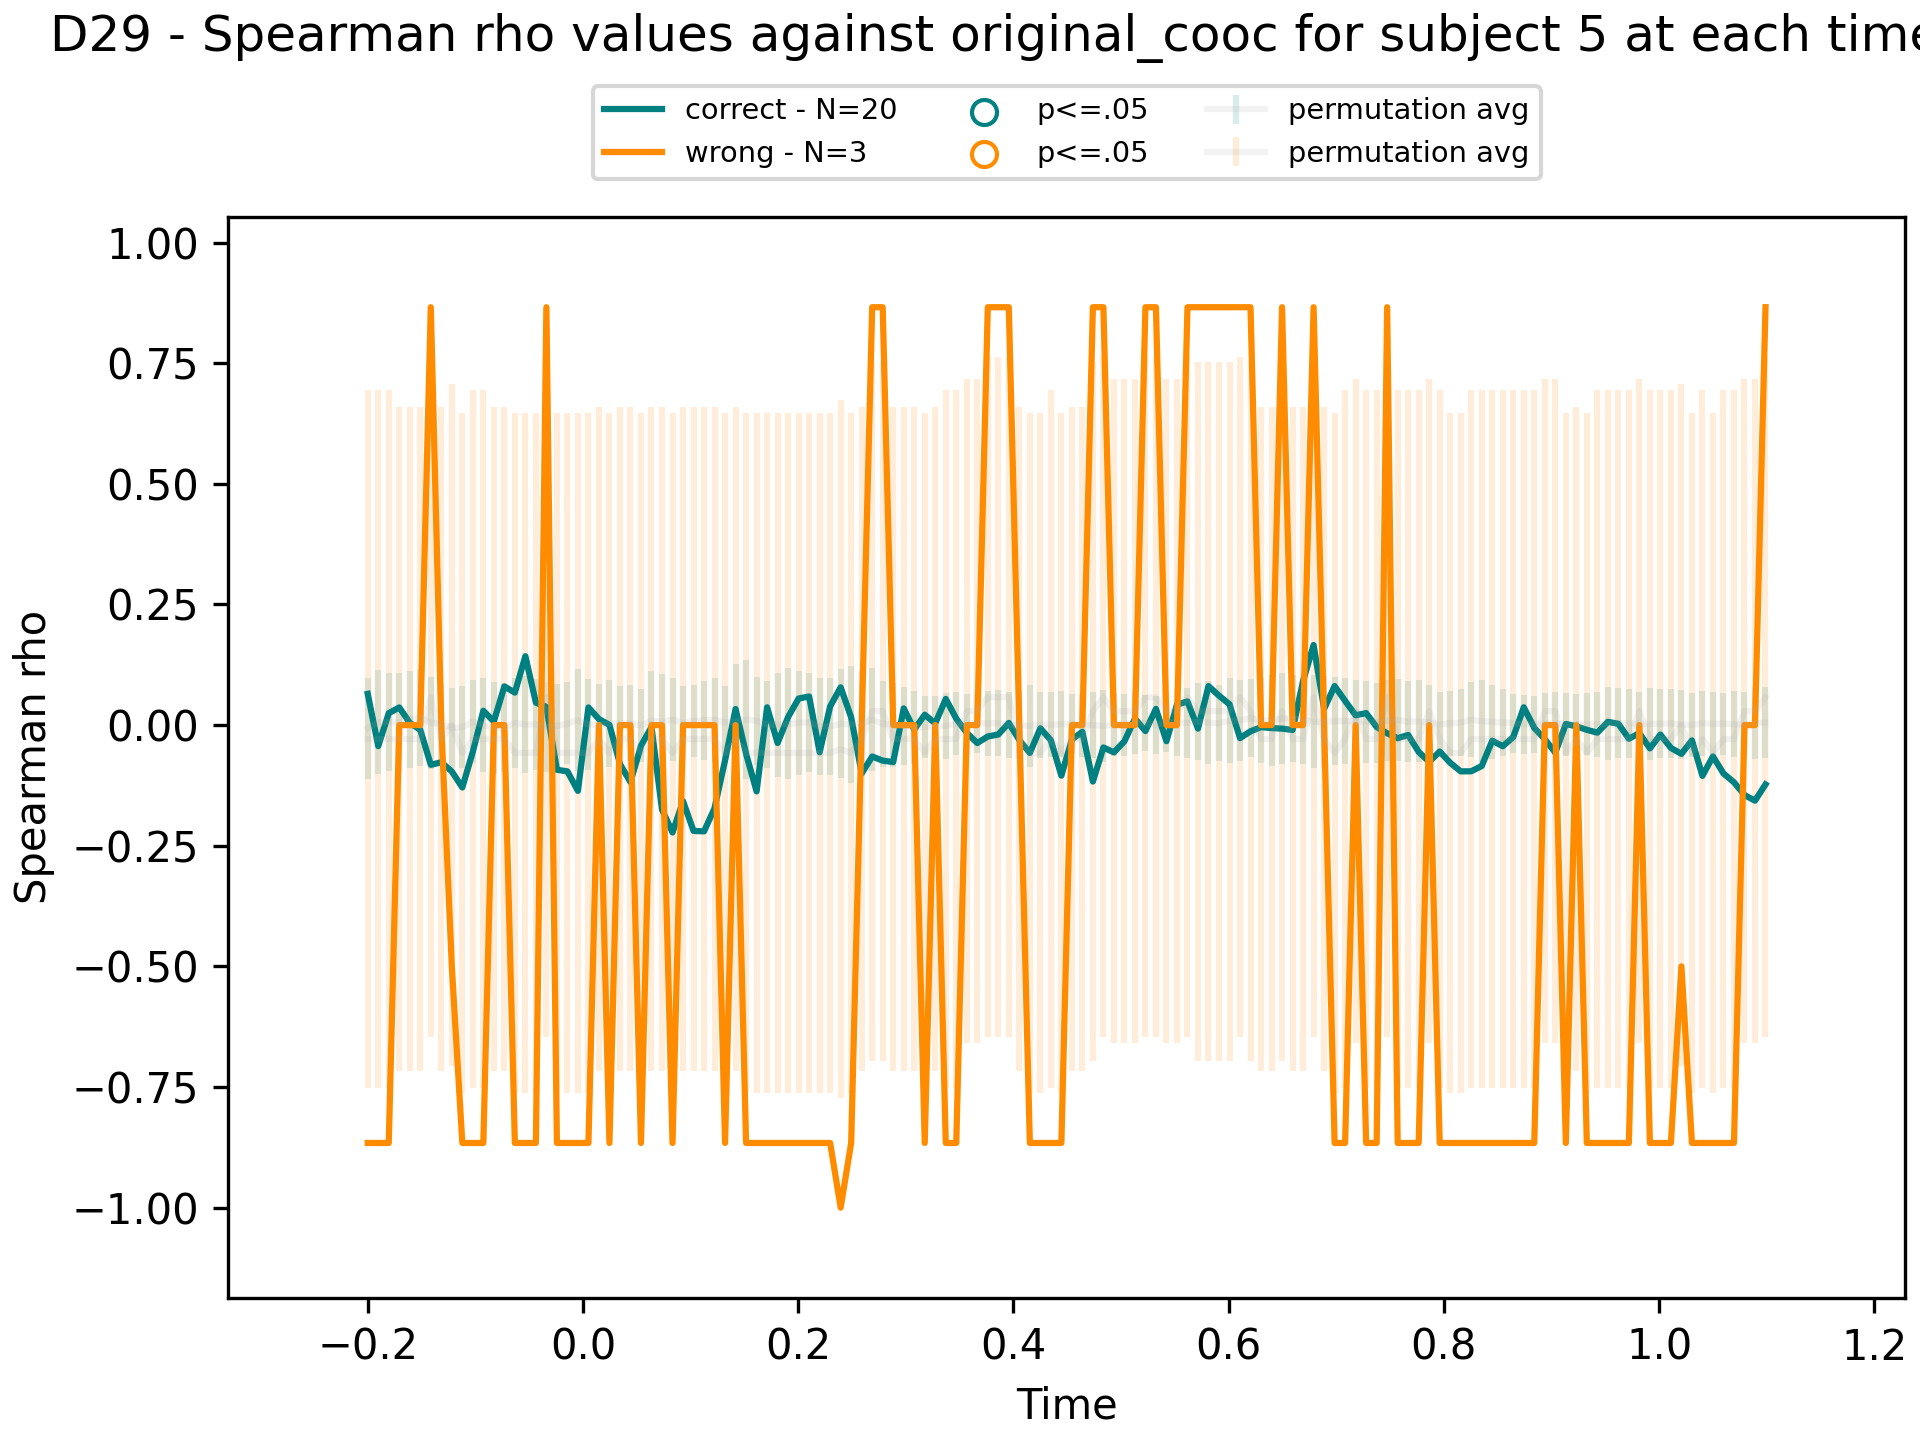 D29 - Spearman rho values against original_cooc for subject 5 at each time
correct - N=20 p<=.05 permutation avg
wrong - N=3 p<=.05 permutation avg
1.00
0.75
0.50
0.25
0.00
−0.25
−0.50
−0.75
−1.00
Spearman rho
−0.2 0.0 0.2 0.4 0.6 0.8 1.0 1.2
Time